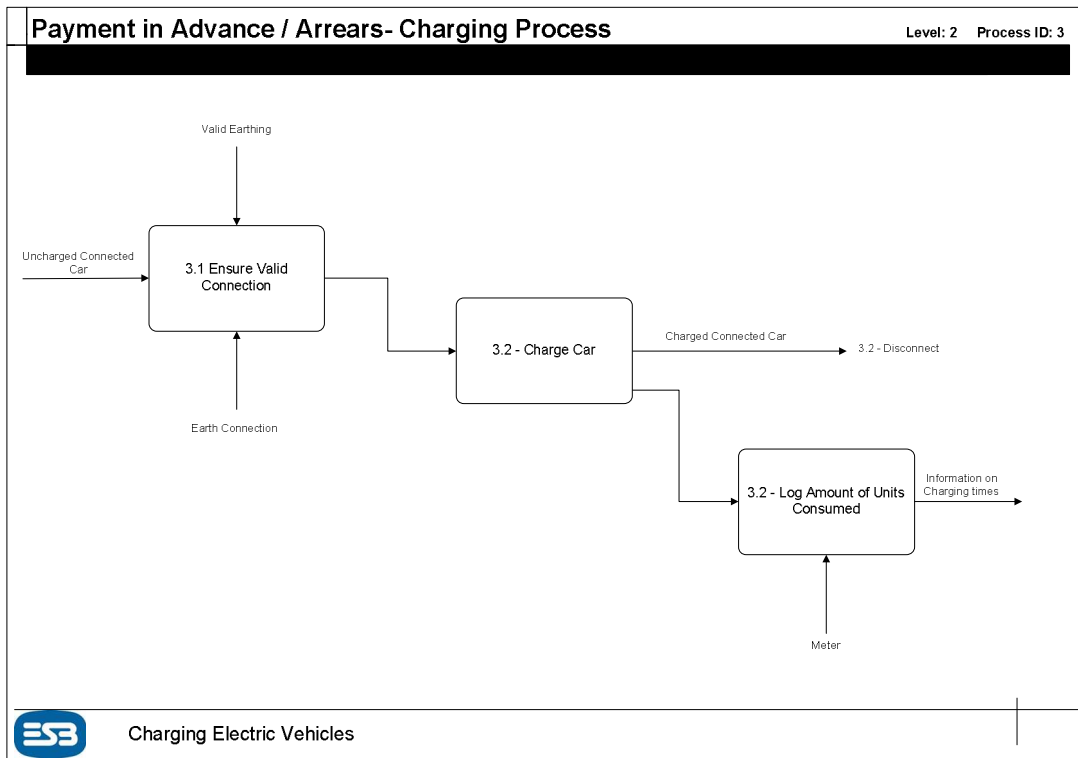 Payment in Advance / Arrears- Charging Process
Level: 2 Process ID: 3
Valid Earthing
Uncharged Connected
Car
3.1 Ensure Valid
Connection
Earth Connection
3.2 - Charge Car
Charged Connected Car
3.2 - Disconnect
3.2 - Log Amount of Units
Consumed
Information on
Charging times
Meter
ESB
Charging Electric Vehicles